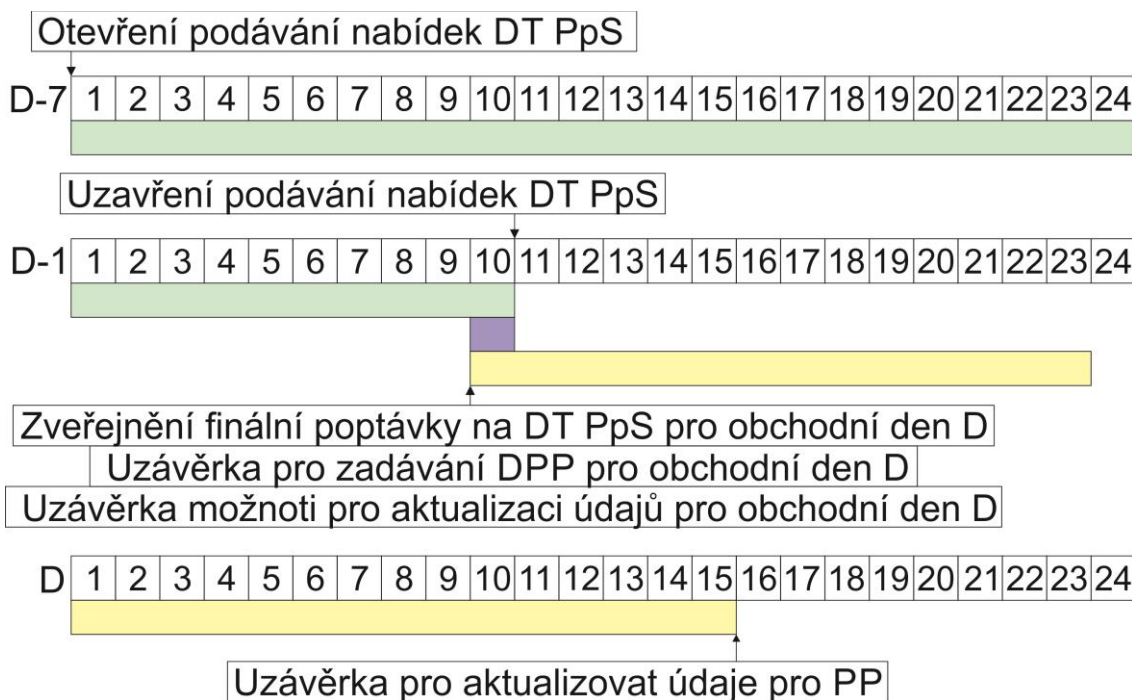 Otevření podávání nabídek DT PpS
D-7 1 2 3 4 5 6 7 8 9 10 11 12 13 14 15 16 17 18 19 20 21 22 23 24
Uzavření podávání nabídek DT PpS
D-1 1 2 3 4 5 6 7 8 9 10 11 12 13 14 15 16 17 18 19 20 21 22 23 24
Zveřejnění finální poptávky na DT PpS pro obchodní den D
Uzávěrka pro zadávání DPP pro obchodní den D
Uzávěrka možnoti pro aktualizaci údajů pro obchodní den D
D 1 2 3 4 5 6 7 8 9 10 11 12 13 14 15 16 17 18 19 20 21 22 23 24
Uzávěrka pro aktualizovat údaje pro PP